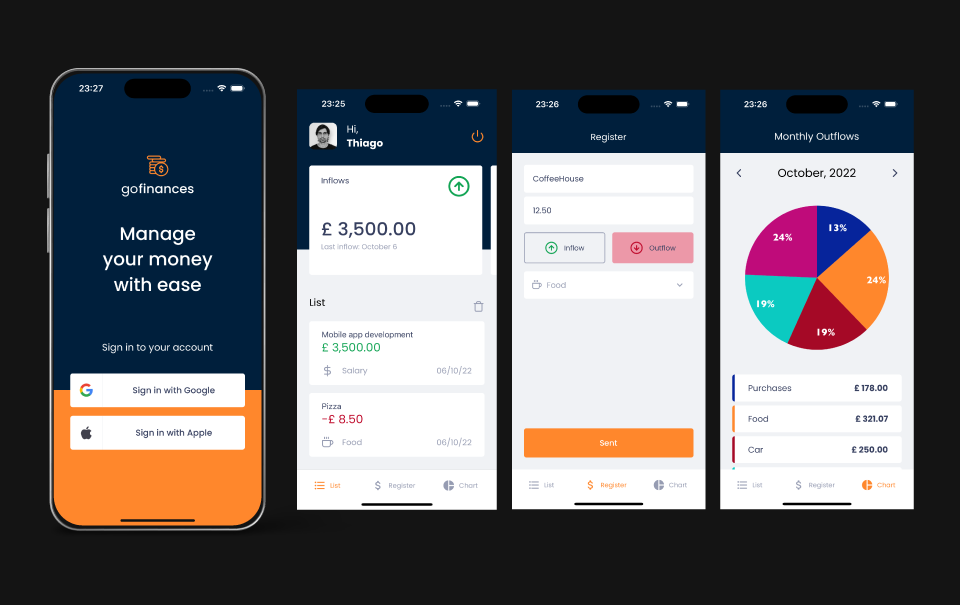 23:27
gofinances
Manage
your money
with ease
Sign in to your account
Sign in with Google
Sign in with Apple
23:25
Hi,
Thiago
Inflows
£ 3,500.00
Last inflow: October 6
List
Mobile app development
£ 3,500.00
Salary 06/10/22
Pizza
-£ 8.50
Food 06/10/22
List Register Chart
23:26
Register
CoffeeHouse
12.50
Inflow Outflow
Food
Sent
List Register Chart
23:26
Monthly Outflows
October, 2022
13%
24%
24%
19%
19%
Purchases £ 178.00
Food £ 321.07
Car £ 250.00
List Register Chart